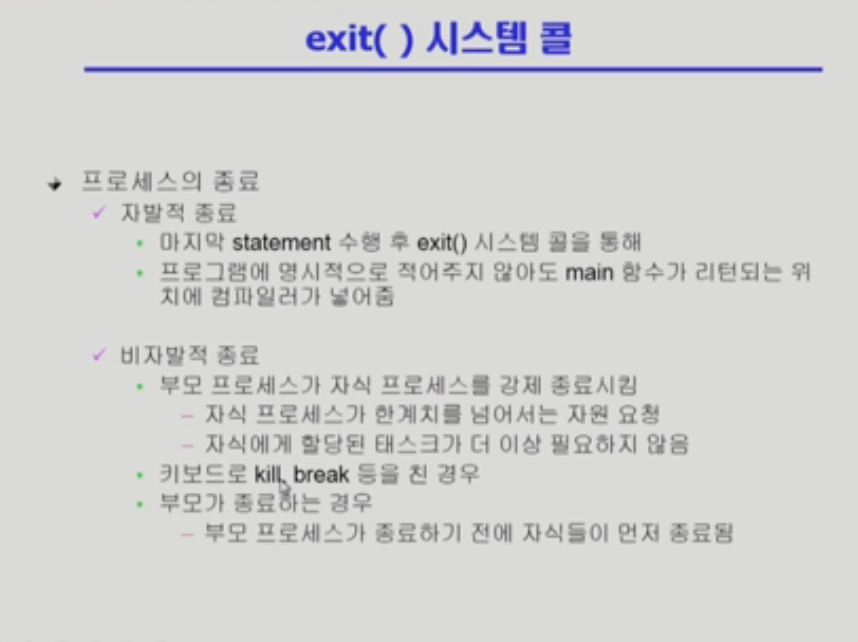 exit( ) 시스템 콜
프로세스의 종료
자발적 종료
마지막 statement 수행 후 exit() 시스템 콜을 통해
프로그램에 명시적으로 적어주지 않아도 main 함수가 리턴되는 위
치에 컴파일러가 넣어줌
비자발적 종료
부모 프로세스가 자식 프로세스를 강제 종료시킴
– 자식 프로세스가 한계치를 넘어서는 자원 요청
– 자식에게 할당된 태스크가 더 이상 필요하지 않음
키보드로 kill, break 등을 친 경우
부모가 종료하는 경우
– 부모 프로세스가 종료하기 전에 자식들이 먼저 종료됨